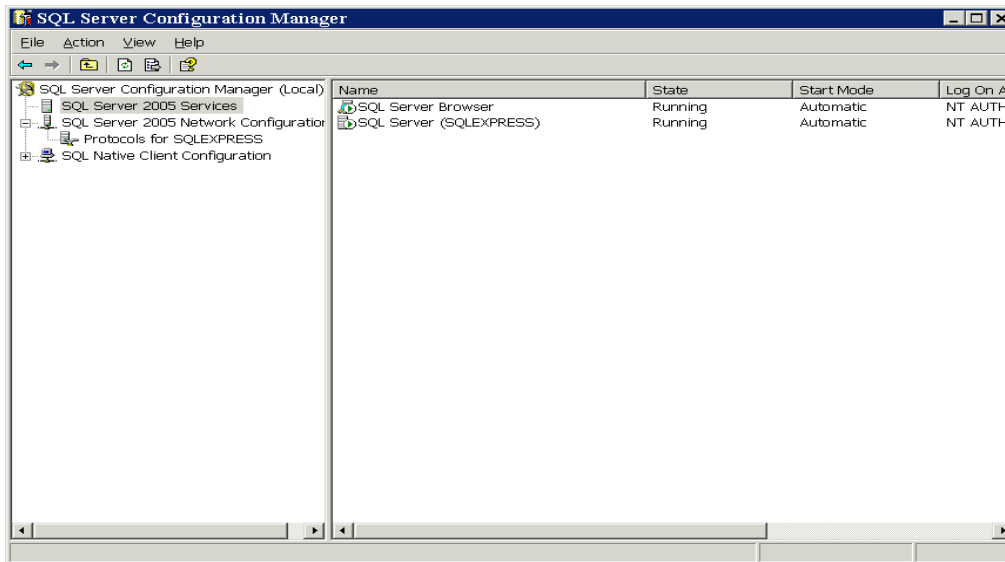 SQL Server Configuration Manager
File Action View Help
SQL Server Configuration Manager (Local)
SQL Server 2005 Services
SQL Server 2005 Network Configuration
Protocols for SQLEXPRESS
SQL Native Client Configuration
Name State Start Mode Log On A
SQL Server Browser Running Automatic NT AUTH
SQL Server (SQLEXPRESS) Running Automatic NT AUTH